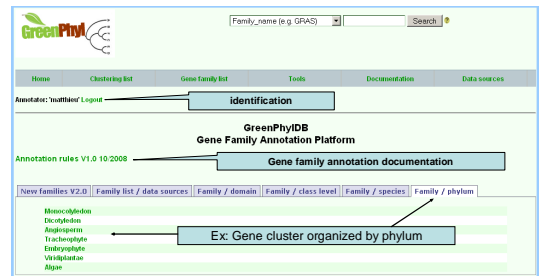 GreenPhyl
Family_name (e.g. GRAS) Search
Home Clustering list Gene family list Tools Documentation Data sources
Annotator: 'matthieu' Logout
identification
GreenPhylDB
Gene Family Annotation Platform
Annotation rules V1.0 10/2008
Gene family annotation documentation
New families V2.0 Family list / data sources Family / domain Family / class level Family / species Family / phylum
Monocolyledon
Dicotyledon
Angiosperm
Ex: Gene cluster organized by phylum
Tracheophyte
Embryophyte
Viridiplantae
Algae